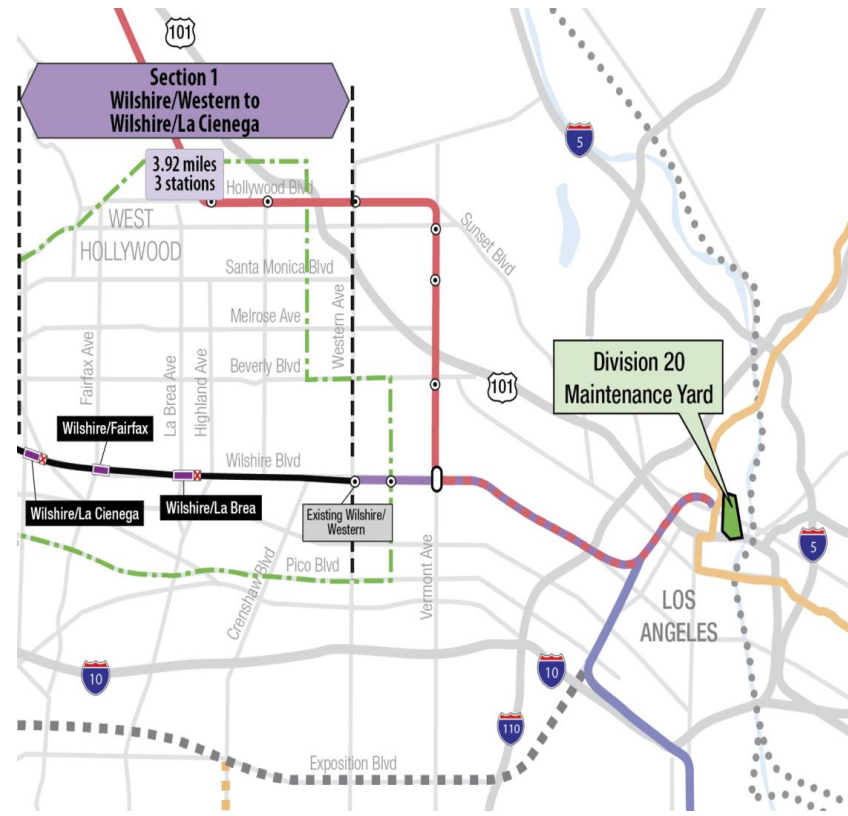 101
Section 1
Wilshire/Western to
Wilshire/La Cienega
5
3.92 miles
3 stations
Hollywood Blvd
WEST
HOLLYWOOD
Sunset Blvd
Santa Monica Blvd
Western Ave
Melrose Ave
Fairfax Ave
La Brea Ave
Highland Ave
Beverly Blvd
101
Division 20
Maintenance Yard
Wilshire/Fairfax
Wilshire Blvd
Wilshire/La Cienega
Wilshire/La Brea
Existing Wilshire/
Western
5
Vermont Ave
Pico Blvd
Crenshaw Blvd
LOS
ANGELES
10
10
110
Exposition Blvd